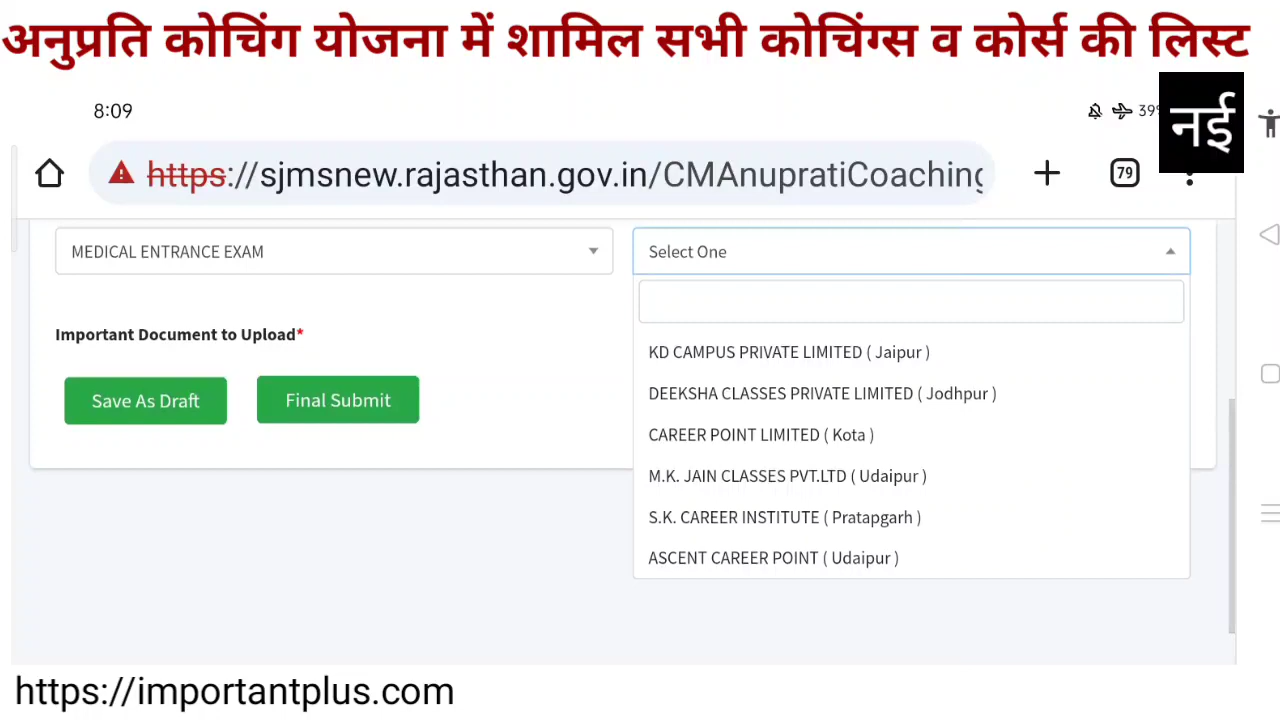 अनुप्रति कोचिंग योजना में शामिल सभी कोचिंग्स व कोर्स की लिस्ट
8:09
39%
नई
https://sjmsnew.rajasthan.gov.in/CMAnupratiCoaching
79
MEDICAL ENTRANCE EXAM
Select One
Important Document to Upload*
KD CAMPUS PRIVATE LIMITED ( Jaipur )
Save As Draft
Final Submit
DEEKSHA CLASSES PRIVATE LIMITED ( Jodhpur )
CAREER POINT LIMITED ( Kota )
M.K. JAIN CLASSES PVT.LTD ( Udaipur )
S.K. CAREER INSTITUTE ( Pratapgarh )
ASCENT CAREER POINT ( Udaipur )
https://importantplus.com